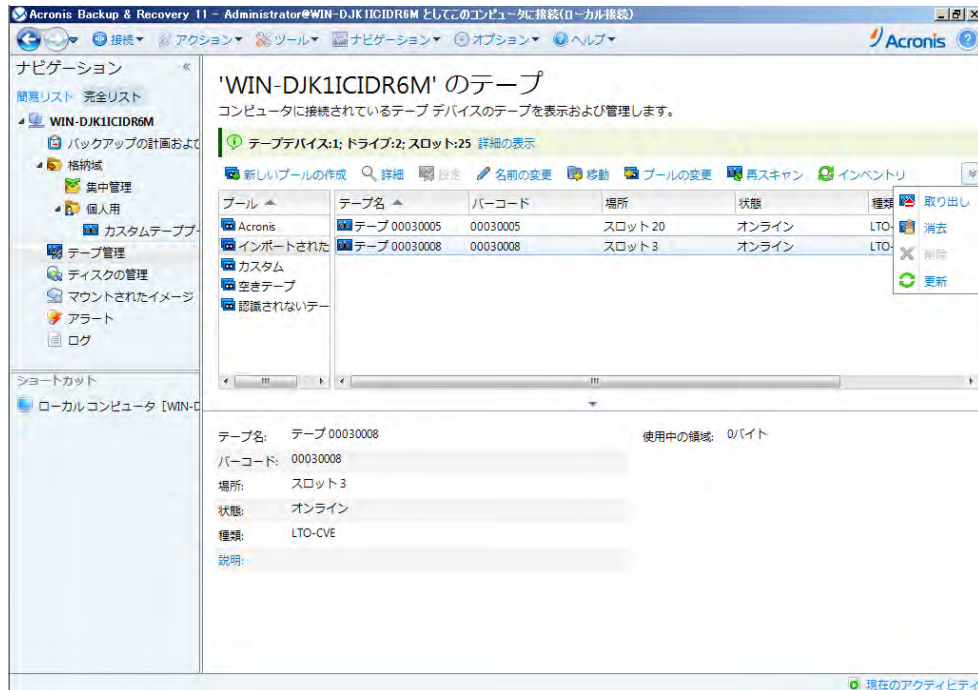 Acronis Backup & Recovery 11 - Administrator@WIN-DJK1ICIDR6M としてこのコンピュータに接続(ローカル接続)
接続 アクション ツール ナビゲーション オプション ヘルプ Acronis
ナビゲーション
簡易リスト 完全リスト
WIN-DJK1ICIDR6M
バックアップの計画およ
格納域
集中管理
個人用
カスタムテーププ-
テープ管理
ディスクの管理
マウントされたイメージ
アラート
ログ
ショートカット
ローカル コンピュータ [WIN-D
'WIN-DJK1ICIDR6M' のテープ
コンピュータに接続されているテープ デバイスのテープを表示および管理します。
テープデバイス:1; ドライブ:2; スロット:25 詳細の表示
新しいプールの作成 詳細 設定 名前の変更 移動 プールの変更 再スキャン インベントリ
取り出し
消去
削除
更新
プール テープ名 バーコード 場所 状態 種類
Acronis
インポートされた
カスタム
空きテープ
認識されないテー
テープ 00030005 00030005 スロット 20 オンライン LTO-
テープ 00030008 00030008 スロット 3 オンライン LTO-
テープ名: テープ 00030008 使用中の領域: 0バイト
バーコード: 00030008
場所: スロット 3
状態: オンライン
種類: LTO-CVE
説明:
現在のアクティビティ